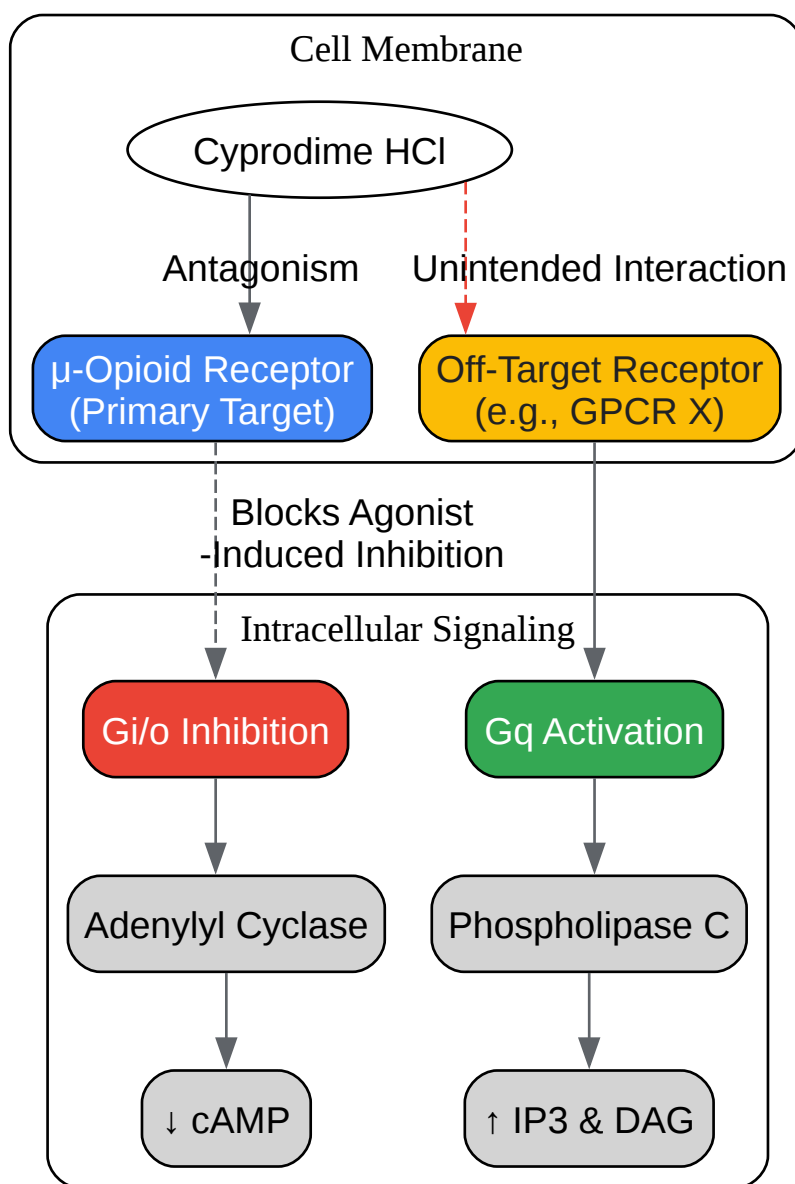 Cell Membrane
Cyprodime HCl
Antagonism
Unintended Interaction
μ-Opioid Receptor
(Primary Target)
Off-Target Receptor
(e.g., GPCR X)
Blocks Agonist
-Induced Inhibition
Intracellular Signaling
Gi/o Inhibition
Gq Activation
Adenylyl Cyclase
Phospholipase C
↓ cAMP
↑ IP3 & DAG